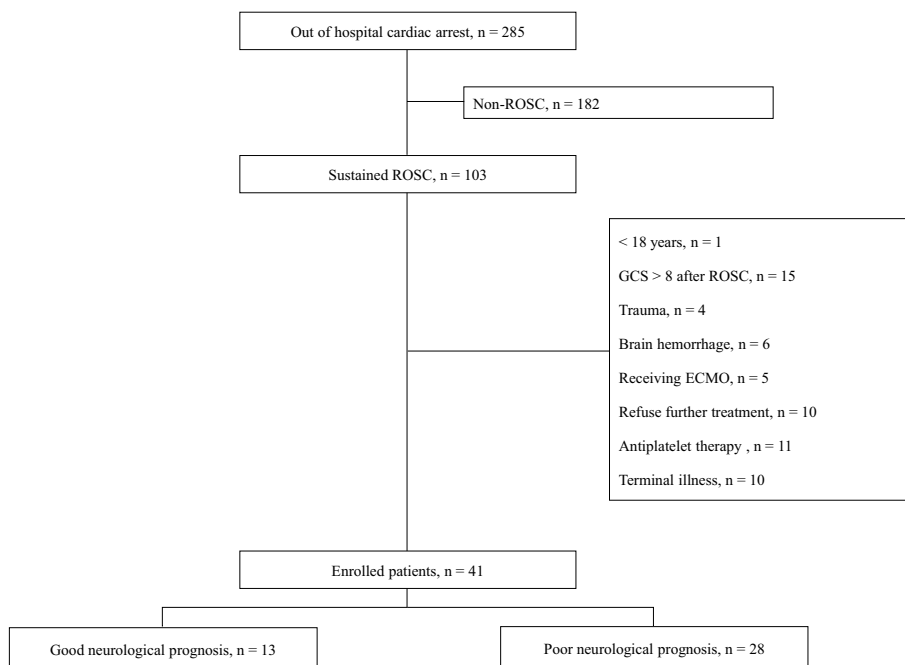 Out of hospital cardiac arrest, n = 285
Non-ROSC, n = 182
Sustained ROSC, n = 103
< 18 years, n = 1
GCS > 8 after ROSC, n = 15
Trauma, n = 4
Brain hemorrhage, n = 6
Receiving ECMO, n = 5
Refuse further treatment, n = 10
Antiplatelet therapy , n = 11
Terminal illness, n = 10
Enrolled patients, n = 41
Good neurological prognosis, n = 13
Poor neurological prognosis, n = 28